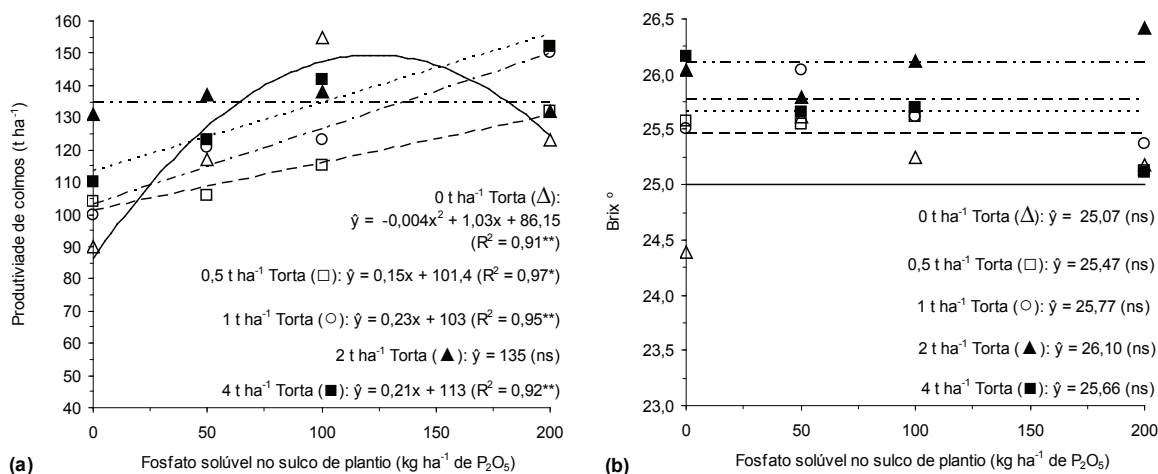 160
150
140
130
120
110
100
90
80
70
60
50
40
Produtiviade de colmos (t ha⁻¹)
0 t ha⁻¹ Torta (△):
ŷ = -0,004x² + 1,03x + 86,15
(R² = 0,91**)
0,5 t ha⁻¹ Torta (□): ŷ = 0,15x + 101,4 (R² = 0,97*)
1 t ha⁻¹ Torta (○): ŷ = 0,23x + 103 (R² = 0,95**)
2 t ha⁻¹ Torta (▲): ŷ = 135 (ns)
4 t ha⁻¹ Torta (■): ŷ = 0,21x + 113 (R² = 0,92**)
0 50 100 150 200
(a) Fosfato solúvel no sulco de plantio (kg ha⁻¹ de P₂O₅)
26,5
26,0
25,5
25,0
24,5
24,0
23,5
23,0
Brix º
0 t ha⁻¹ Torta (△): ŷ = 25,07 (ns)
0,5 t ha⁻¹ Torta (□): ŷ = 25,47 (ns)
1 t ha⁻¹ Torta (○): ŷ = 25,77 (ns)
2 t ha⁻¹ Torta (▲): ŷ = 26,10 (ns)
4 t ha⁻¹ Torta (■): ŷ = 25,66 (ns)
0 50 100 150 200
(b) Fosfato solúvel no sulco de plantio (kg ha⁻¹ de P₂O₅)